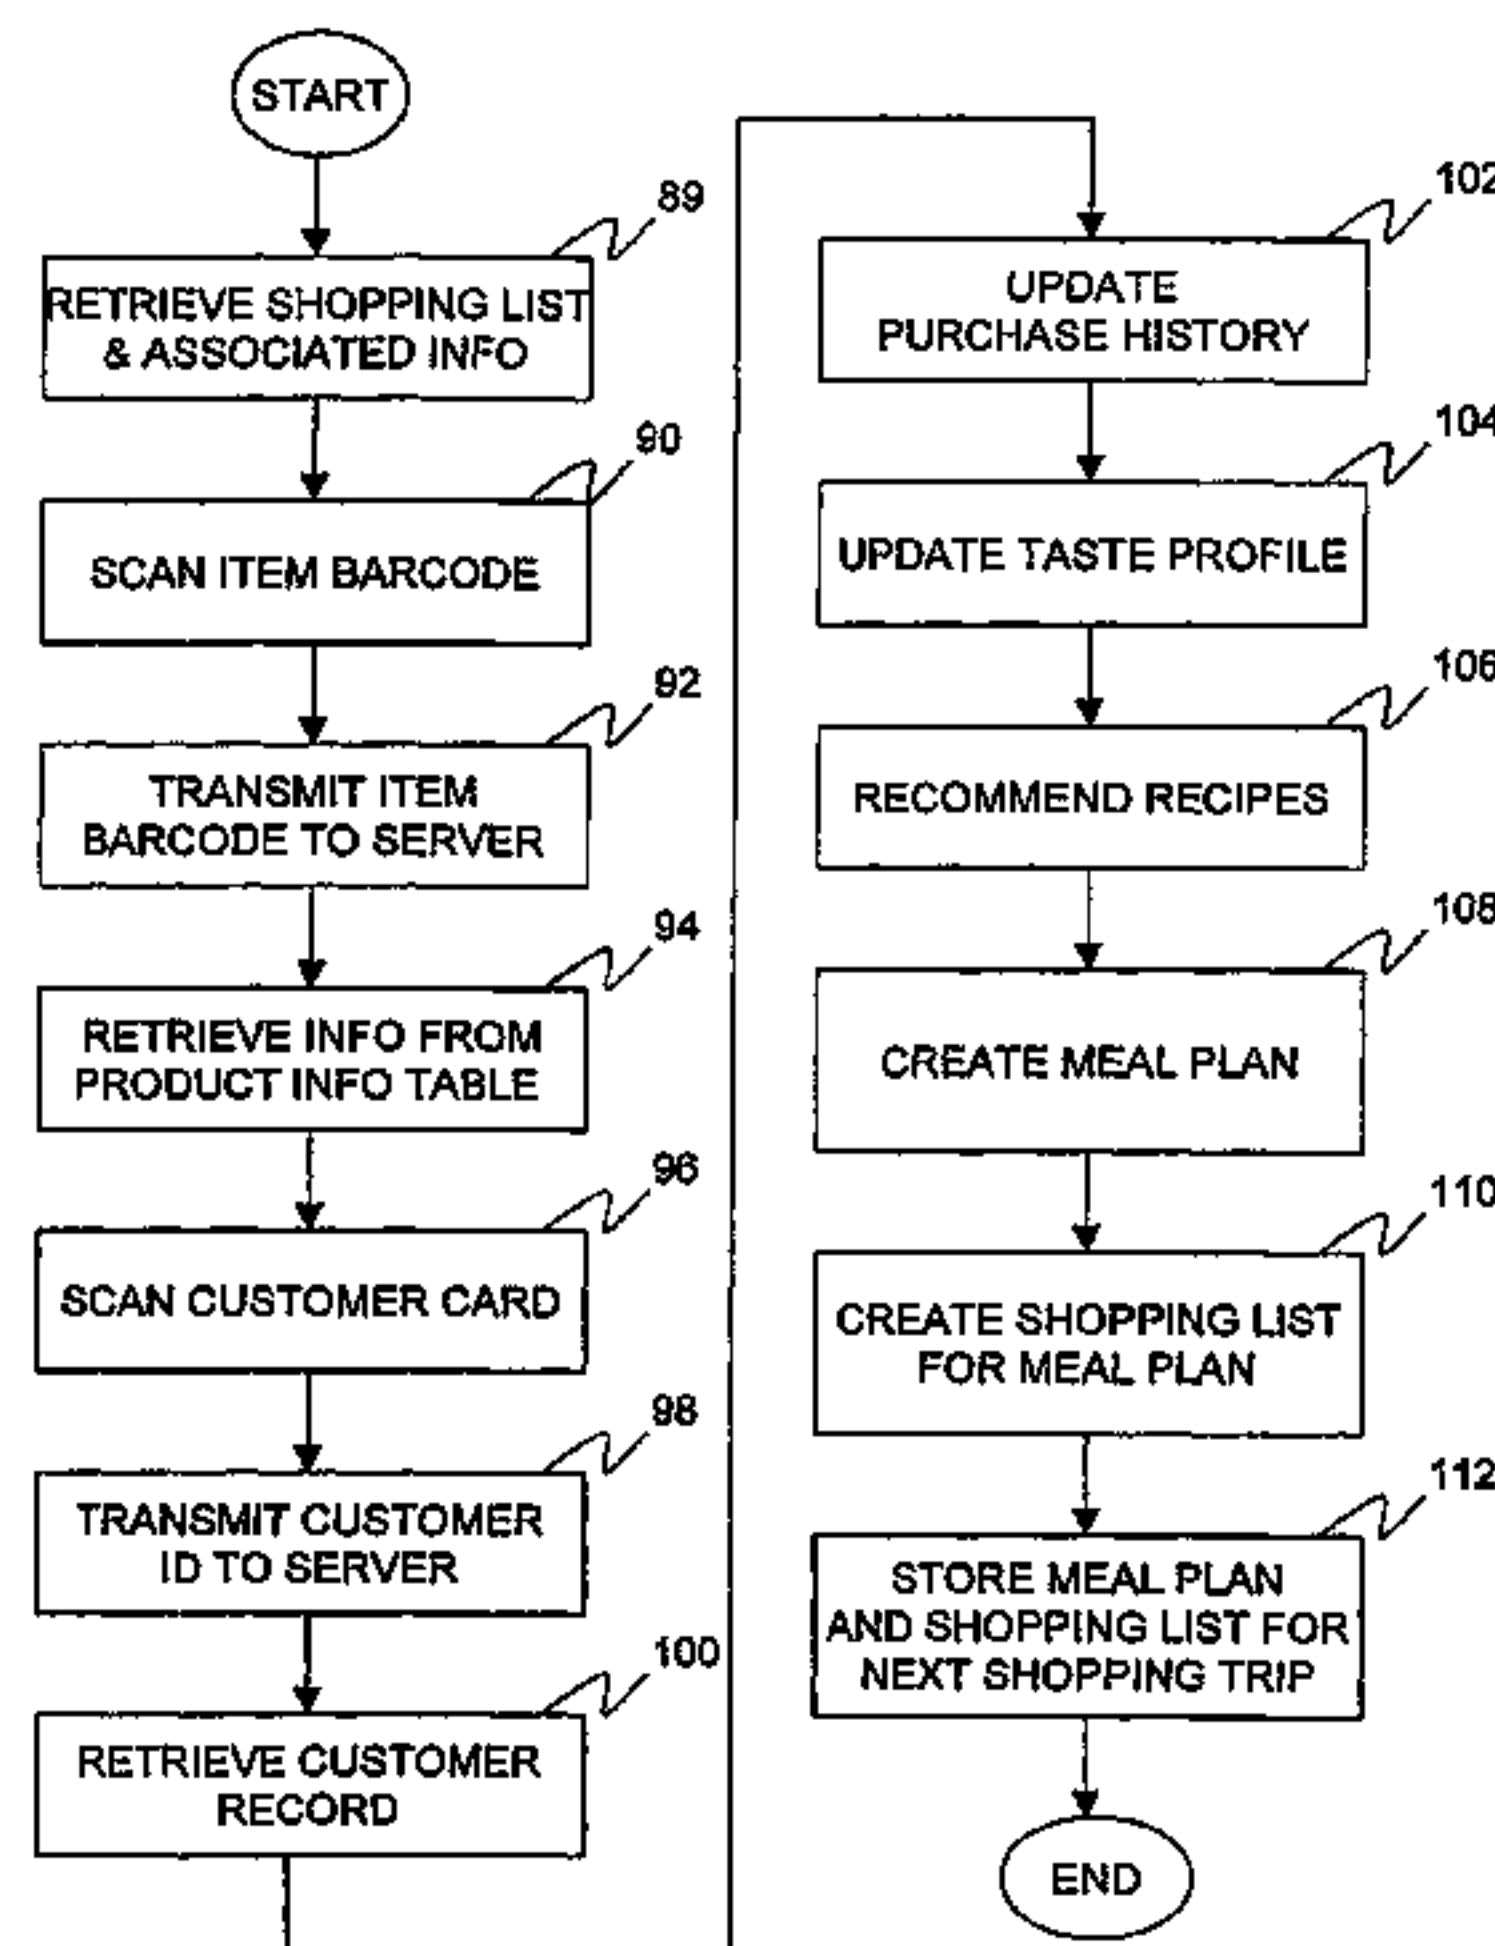 START
89
RETRIEVE SHOPPING LIST
& ASSOCIATED INFO
90
SCAN ITEM BARCODE
92
TRANSMIT ITEM
BARCODE TO SERVER
94
RETRIEVE INFO FROM
PRODUCT INFO TABLE
96
SCAN CUSTOMER CARD
98
TRANSMIT CUSTOMER
ID TO SERVER
100
RETRIEVE CUSTOMER
RECORD
102
UPDATE
PURCHASE HISTORY
104
UPDATE TASTE PROFILE
106
RECOMMEND RECIPES
108
CREATE MEAL PLAN
110
CREATE SHOPPING LIST
FOR MEAL PLAN
112
STORE MEAL PLAN
AND SHOPPING LIST FOR
NEXT SHOPPING TRIP
END